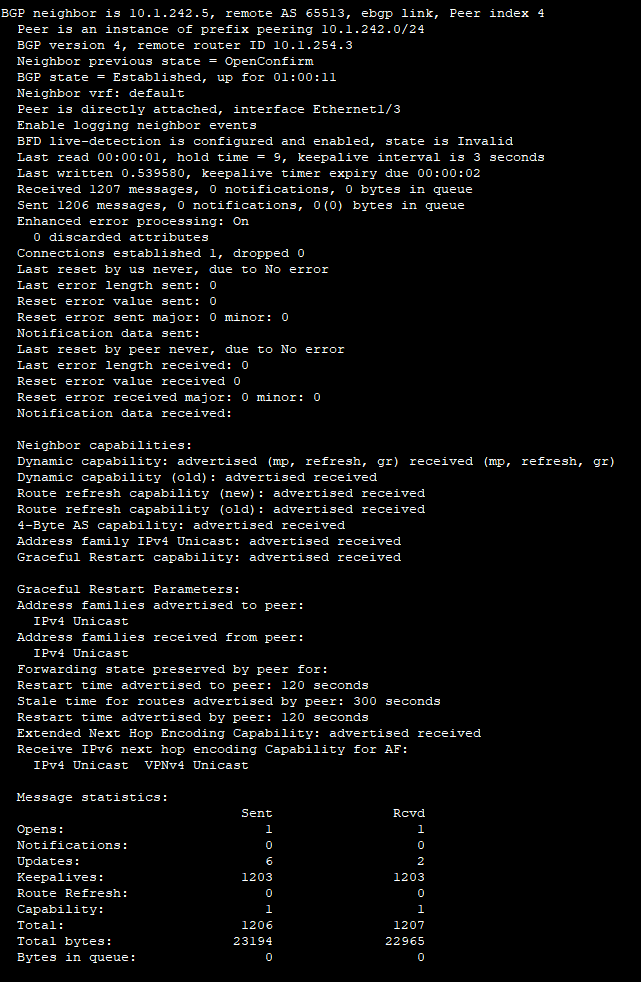 BGP neighbor is 10.1.242.5, remote AS 65513, ebgp link, Peer index 4
Peer is an instance of prefix peering 10.1.242.0/24
BGP version 4, remote router ID 10.1.254.3
Neighbor previous state = OpenConfirm
BGP state = Established, up for 01:00:11
Neighbor vrf: default
Peer is directly attached, interface Ethernet1/3
Enable logging neighbor events
BFD live-detection is configured and enabled, state is Invalid
Last read 00:00:01, hold time = 9, keepalive interval is 3 seconds
Last written 0.539580, keepalive timer expiry due 00:00:02
Received 1207 messages, 0 notifications, 0 bytes in queue
Sent 1206 messages, 0 notifications, 0(0) bytes in queue
Enhanced error processing: On
0 discarded attributes
Connections established 1, dropped 0
Last reset by us never, due to No error
Last error length sent: 0
Reset error value sent: 0
Reset error sent major: 0 minor: 0
Notification data sent:
Last reset by peer never, due to No error
Last error length received: 0
Reset error value received 0
Reset error received major: 0 minor: 0
Notification data received:
Neighbor capabilities:
Dynamic capability: advertised (mp, refresh, gr) received (mp, refresh, gr)
Dynamic capability (old): advertised received
Route refresh capability (new): advertised received
Route refresh capability (old): advertised received
4-Byte AS capability: advertised received
Address family IPv4 Unicast: advertised received
Graceful Restart capability: advertised received
Graceful Restart Parameters:
Address families advertised to peer:
IPv4 Unicast
Address families received from peer:
IPv4 Unicast
Forwarding state preserved by peer for:
Restart time advertised to peer: 120 seconds
Stale time for routes advertised by peer: 300 seconds
Restart time advertised by peer: 120 seconds
Extended Next Hop Encoding Capability: advertised received
Receive IPv6 next hop encoding Capability for AF:
IPv4 Unicast  VPNv4 Unicast
Message statistics:
Sent Rcvd
Opens: 1 1
Notifications: 0 0
Updates: 6 2
Keepalives: 1203 1203
Route Refresh: 0 0
Capability: 1 1
Total: 1206 1207
Total bytes: 23194 22965
Bytes in queue: 0 0